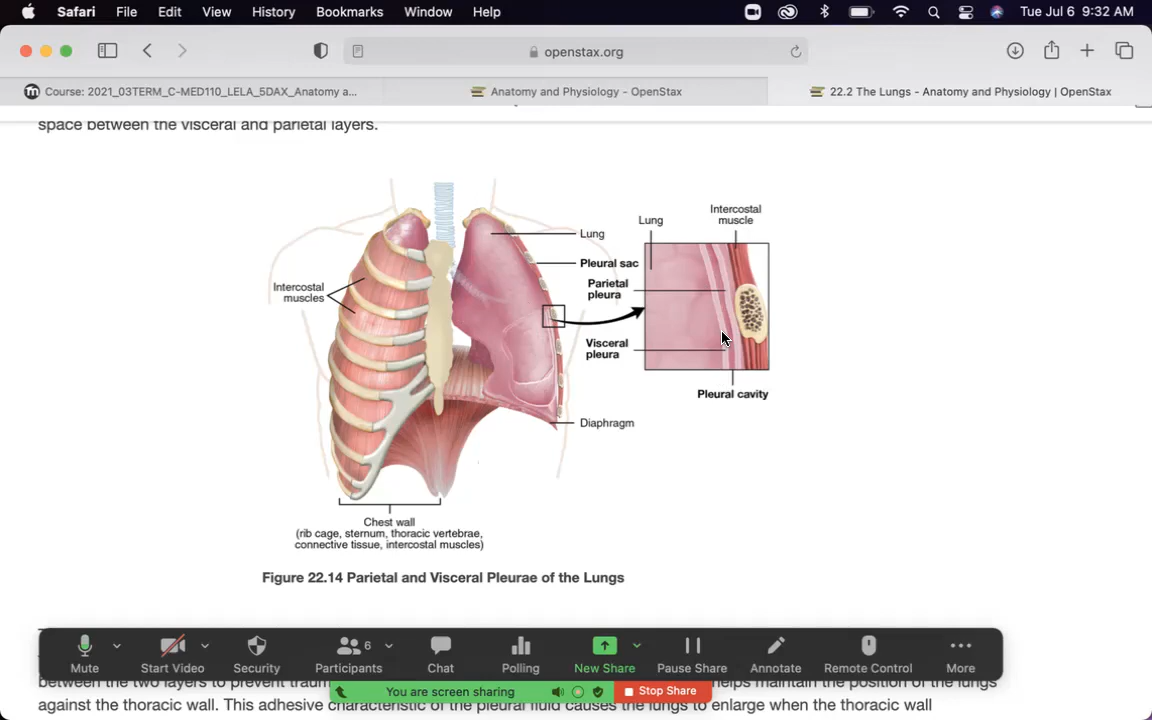 Safari File Edit View History Bookmarks Window Help Tue Jul 6 9:32 AM
openstax.org
Course: 2021_03TERM_C-MED110_LELA_5DAX_Anatomy a... Anatomy and Physiology - OpenStax 22.2 The Lungs - Anatomy and Physiology | OpenStax
space between the visceral and parietal layers.
Intercostal
muscles
Lung
Pleural sac
Parietal
pleura
Visceral
pleura
Diaphragm
Lung
Intercostal
muscle
Pleural cavity
Chest wall
(rib cage, sternum, thoracic vertebrae,
connective tissue, intercostal muscles)
Figure 22.14 Parietal and Visceral Pleurae of the Lungs
6
Mute Start Video Security Participants Chat Polling New Share Pause Share Annotate Remote Control More
between the two layers to prevent helps maintain the position of the lungs
You are screen sharing Stop Share
against the thoracic wall. This adhesive characteristic of the pleural fluid causes the lungs to enlarge when the thoracic wall